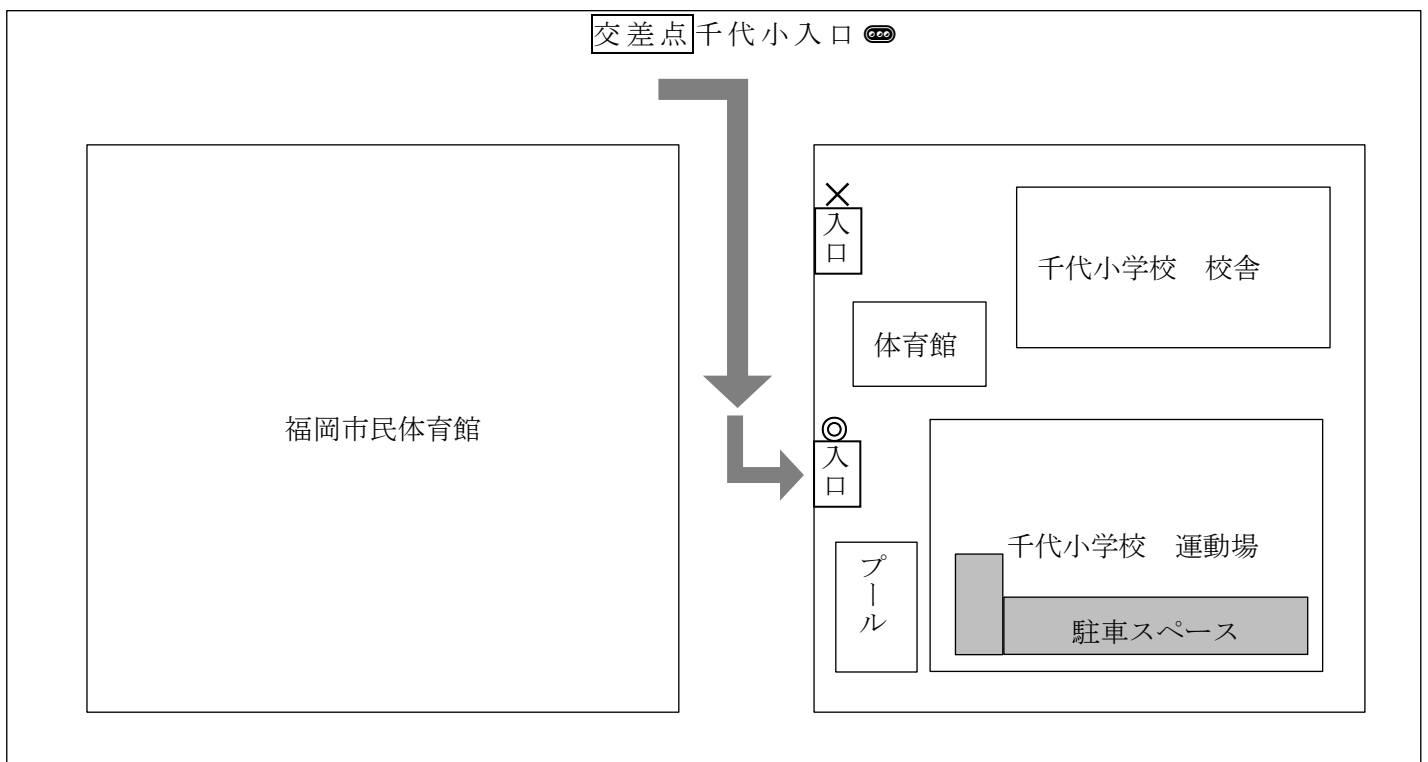 交差点千代小入口
×
入口
千代小学校　校舎
体育館
福岡市民体育館
◎
入口
千代小学校　運動場
プール
駐車スペース